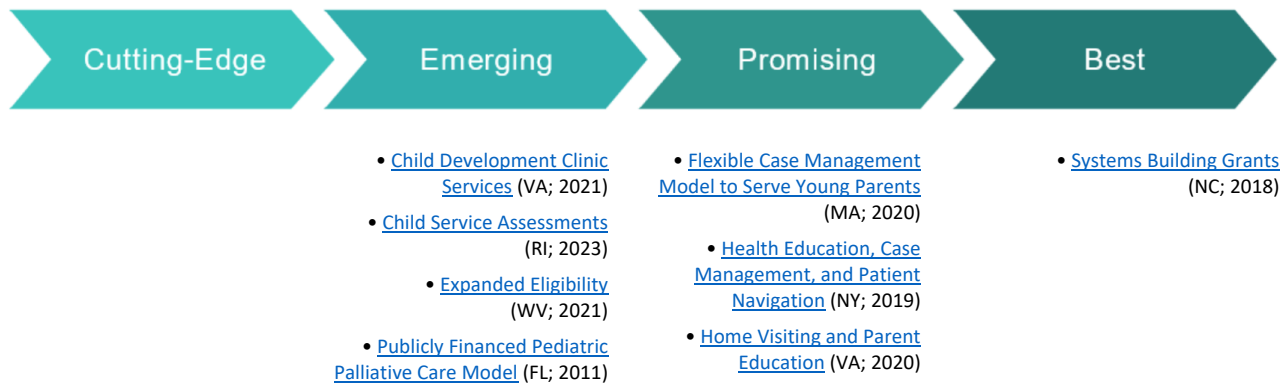 Cutting-Edge
Emerging
Promising
Best
• Child Development Clinic
Services (VA; 2021)
• Child Service Assessments
(RI; 2023)
• Expanded Eligibility
(WV; 2021)
• Publicly Financed Pediatric
Palliative Care Model (FL; 2011)
• Flexible Case Management
Model to Serve Young Parents
(MA; 2020)
• Health Education, Case
Management, and Patient
Navigation (NY; 2019)
• Home Visiting and Parent
Education (VA; 2020)
• Systems Building Grants
(NC; 2018)